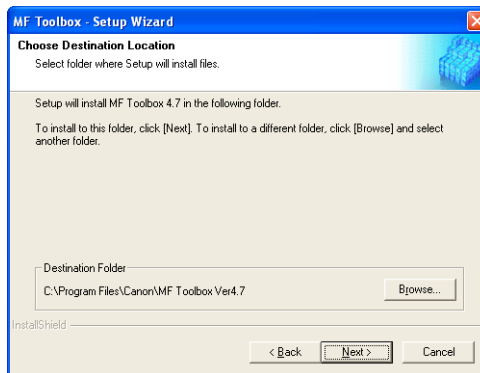 MF Toolbox - Setup Wizard
Choose Destination Location
Select folder where Setup will install files.
Setup will install MF Toolbox 4.7 in the following folder.
To install to this folder, click [Next]. To install to a different folder, click [Browse] and select
another folder.
Destination Folder
C:\Program Files\Canon\MF Toolbox Ver4.7
Browse...
InstallShield
< Back
Next >
Cancel